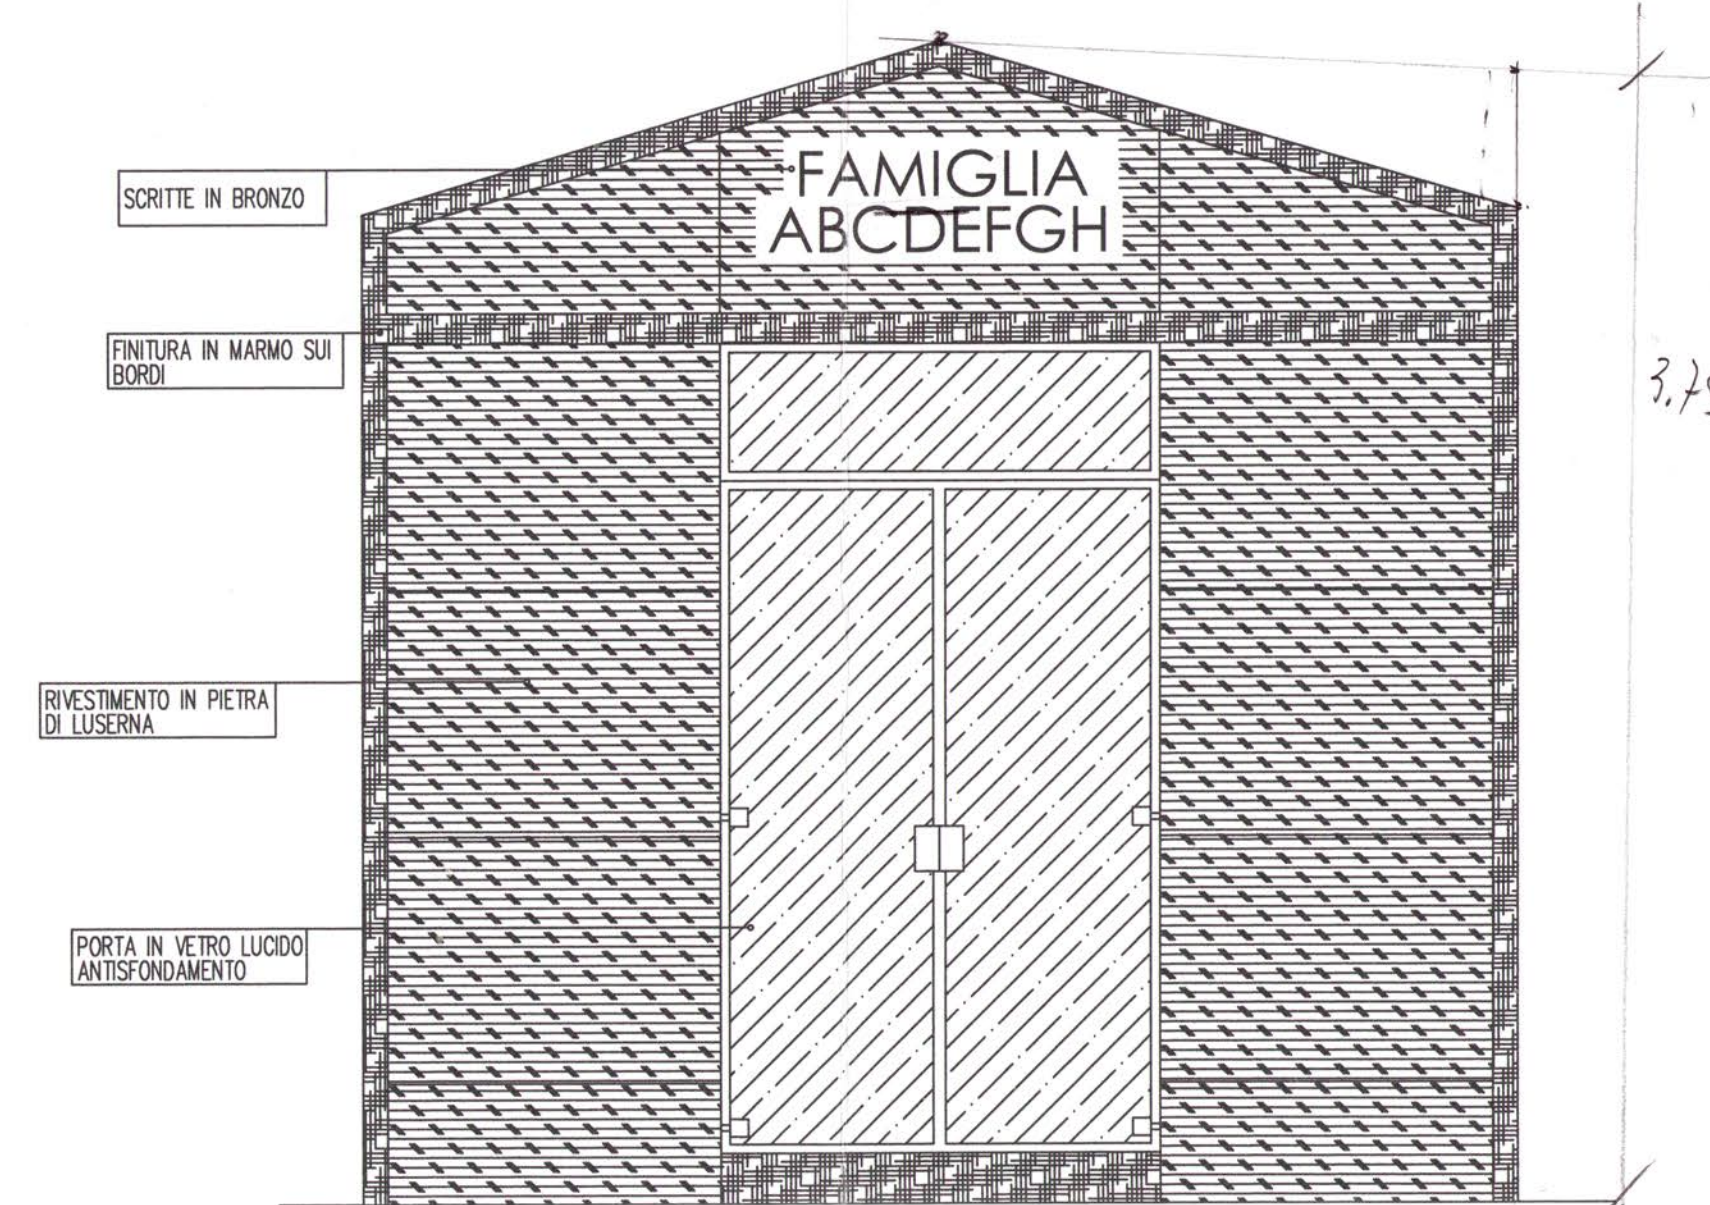 SCRITTE IN BRONZO
FAMIGLIA
ABCDEFGH
FINITURA IN MARMO SUI
BORDI
RIVESTIMENTO IN PIETRA
DI LUSERNA
PORTA IN VETRO LUCIDO
ANTISFONDAMENTO